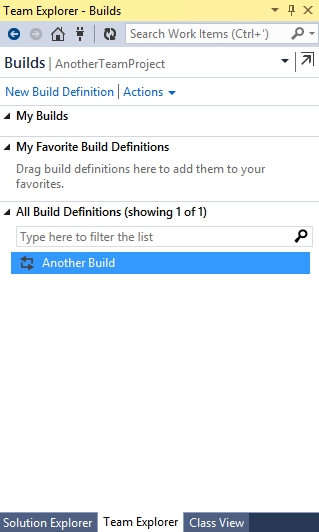 Team Explorer - Builds
Search Work Items (Ctrl+')
Builds | AnotherTeamProject
New Build Definition | Actions
My Builds
My Favorite Build Definitions
Drag build definitions here to add them to your
favorites.
All Build Definitions (showing 1 of 1)
Type here to filter the list
Another Build
Solution Explorer Team Explorer Class View